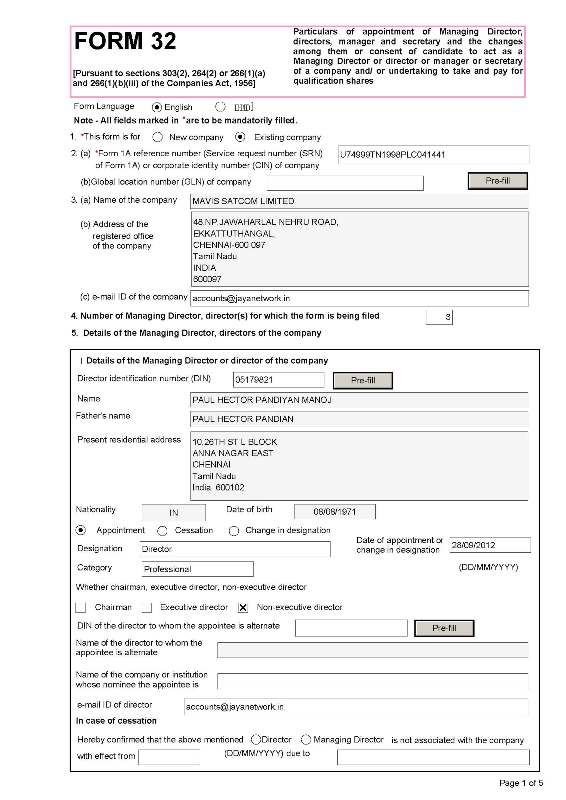 FORM 32
[Pursuant to sections 303(2), 264(2) or 266(1)(a)
and 266(1)(b)(iii) of the Companies Act, 1956]
Particulars of appointment of Managing Director,
directors, manager and secretary and the changes
among them or consent of candidate to act as a
Managing Director or director or manager or secretary
of a company and/ or undertaking to take and pay for
qualification shares
Form Language English
Note - All fields marked in *are to be mandatorily filled.
1. *This form is for New company Existing company
2. (a) *Form 1A reference number (Service request number (SRN) U74999TN1998PLC041441
of Form 1A) or corporate identity number (CIN) of company
(b)Global location number (GLN) of company Pre-fill
3. (a) Name of the company MAVIS SATCOM LIMITED
(b) Address of the 48,NP,JAWAHARLAL NEHRU ROAD,
registered office EKKATTUTHANGAL,
of the company CHENNAI-600 097
Tamil Nadu
INDIA
600097
(c) e-mail ID of the company accounts@jayanetwork.in
4. Number of Managing Director, director(s) for which the form is being filed 3
5. Details of the Managing Director, directors of the company
I Details of the Managing Director or director of the company
Director identification number (DIN) 05179821 Pre-fill
Name PAUL HECTOR PANDIYAN MANOJ
Father's name PAUL HECTOR PANDIAN
Present residential address 10,26TH ST L BLOCK
ANNA NAGAR EAST
CHENNAI
Tamil Nadu
India 600102
Nationality IN Date of birth 08/08/1971
Appointment Cessation Change in designation
Designation Director Date of appointment or change in designation 28/09/2012
Category Professional (DD/MM/YYYY)
Whether chairman, executive director, non-executive director
Chairman Executive director Non-executive director
DIN of the director to whom the appointee is alternate Pre-fill
Name of the director to whom the
appointee is alternate
Name of the company or institution
whose nominee the appointee is
e-mail ID of director accounts@jayanetwork.in
In case of cessation
Hereby confirmed that the above mentioned Director Managing Director is not associated with the company
with effect from (DD/MM/YYYY) due to
Page 1 of 5